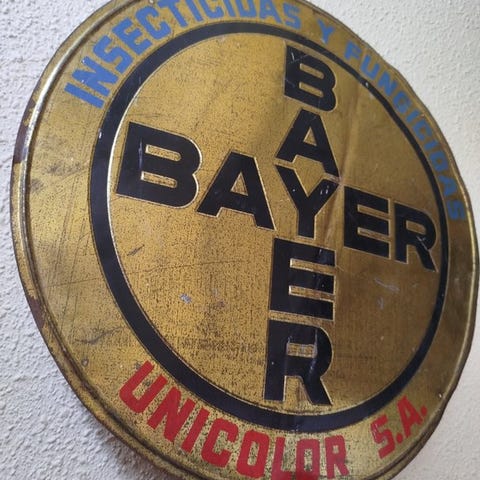 INSECTICIDAS Y FUNGICIDAS
BAYER
BAYER
UNICOLOR S.A.